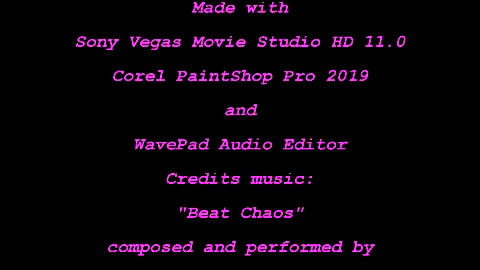 Made with
Sony Vegas Movie Studio HD 11.0
Corel PaintShop Pro 2019
and
WavePad Audio Editor
Credits music:
"Beat Chaos"
composed and performed by